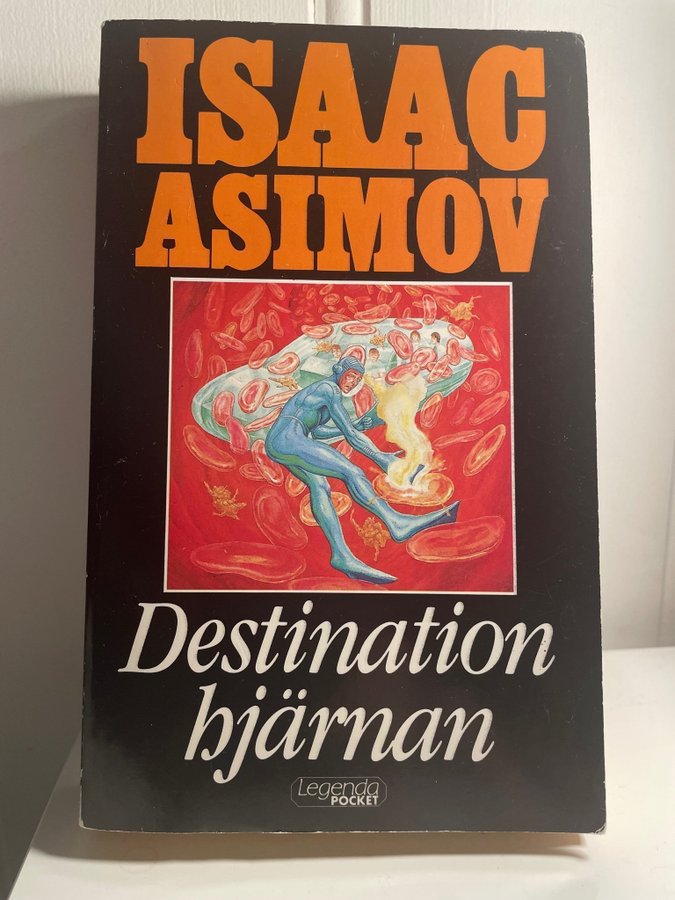 ISAAC
ASIMOV
Destination
hjärnan
Legenda
POCKET